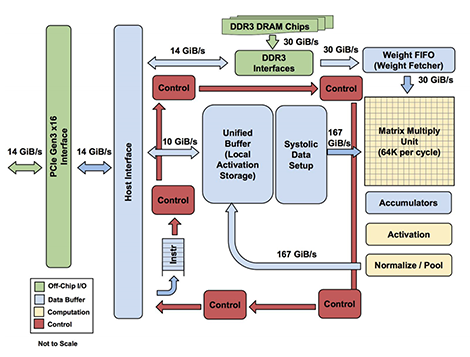 DDR3 DRAM Chips
14 GiB/s
30 GiB/s
30 GiB/s
DDR3
Interfaces
Weight FIFO
(Weight Fetcher)
Control
Control
30 GiB/s
PCIe Gen3 x16
Interface
Host Interface
14 GiB/s
14 GiB/s
10 GiB/s
Unified
Buffer
(Local
Activation
Storage)
Systolic
Data
Setup
167
GiB/s
Matrix Multiply
Unit
(64K per cycle)
Control
Accumulators
Activation
Instr
167 GiB/s
Normalize / Pool
Off-Chip I/O
Data Buffer
Computation
Control
Control
Control
Control
Not to Scale